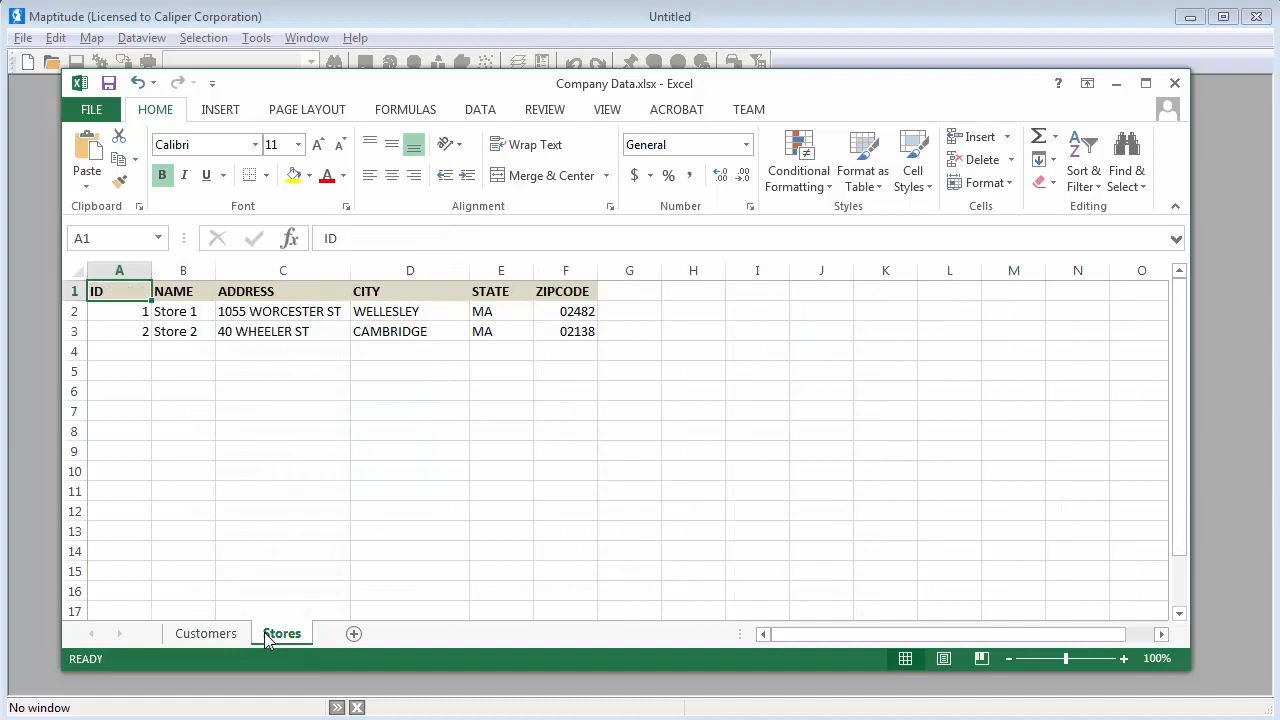 Maptitude (Licensed to Caliper Corporation) Untitled
File Edit Map Dataview Selection Tools Window Help
Company Data.xlsx - Excel
FILE HOME INSERT PAGE LAYOUT FORMULAS DATA REVIEW VIEW ACROBAT TEAM
Calibri 11 Wrap Text General Insert
Paste B I U A Merge & Center $ % , Conditional Formatting Format as Table Cell Styles Delete Format Sort & Filter Find & Select
Clipboard Font Alignment Number Styles Cells Editing
A1 fx ID
A B C D E F G H I J K L M N O
1 ID NAME ADDRESS CITY STATE ZIPCODE
2 1 Store 1 1055 WORCESTER ST WELLESLEY MA 02482
3 2 Store 2 40 WHEELER ST CAMBRIDGE MA 02138
4
5
6
7
8
9
10
11
12
13
14
15
16
17
Customers Stores
READY 100%
No window